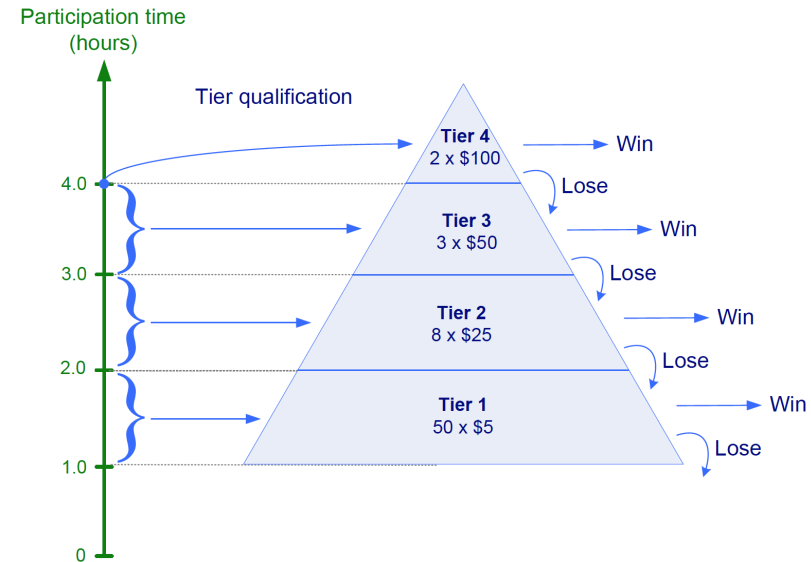 Participation time
(hours)
Tier qualification
Tier 4
2 x $100
Win
4.0
Lose
Tier 3
3 x $50
Win
3.0
Lose
Tier 2
8 x $25
Win
2.0
Lose
Tier 1
50 x $5
Win
Lose
1.0
0